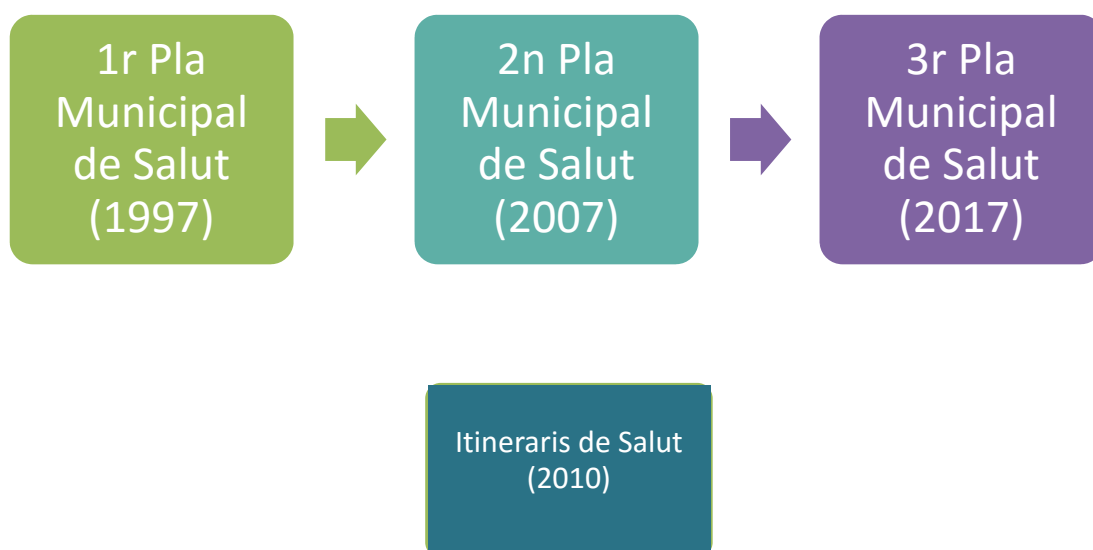 1r Pla
Municipal
de Salut
(1997)
2n Pla
Municipal
de Salut
(2007)
3r Pla
Municipal
de Salut
(2017)
Itineraris de Salut
(2010)